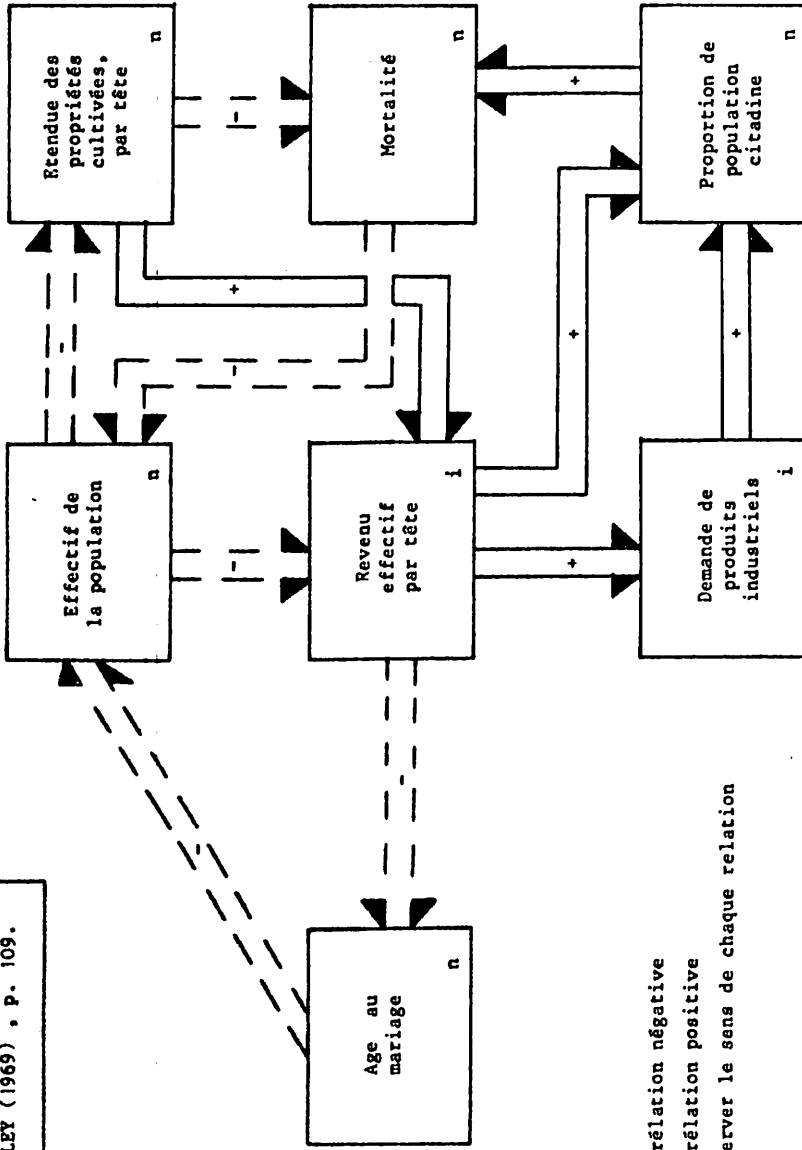 LEY (1969) , p. 109.
Effectif de
la population
n
-
Etendue des
propriétés
cultivées,
par tête
n
-
-
-
+
-
Age au
mariage
n
-
Revenu
effectif
par tête
i
Mortalité
n
+
+
+
Demande de
produits
industriels
i
+
Proportion de
population
citadine
n
rélation négative
rélation positive
erver le sens de chaque relation